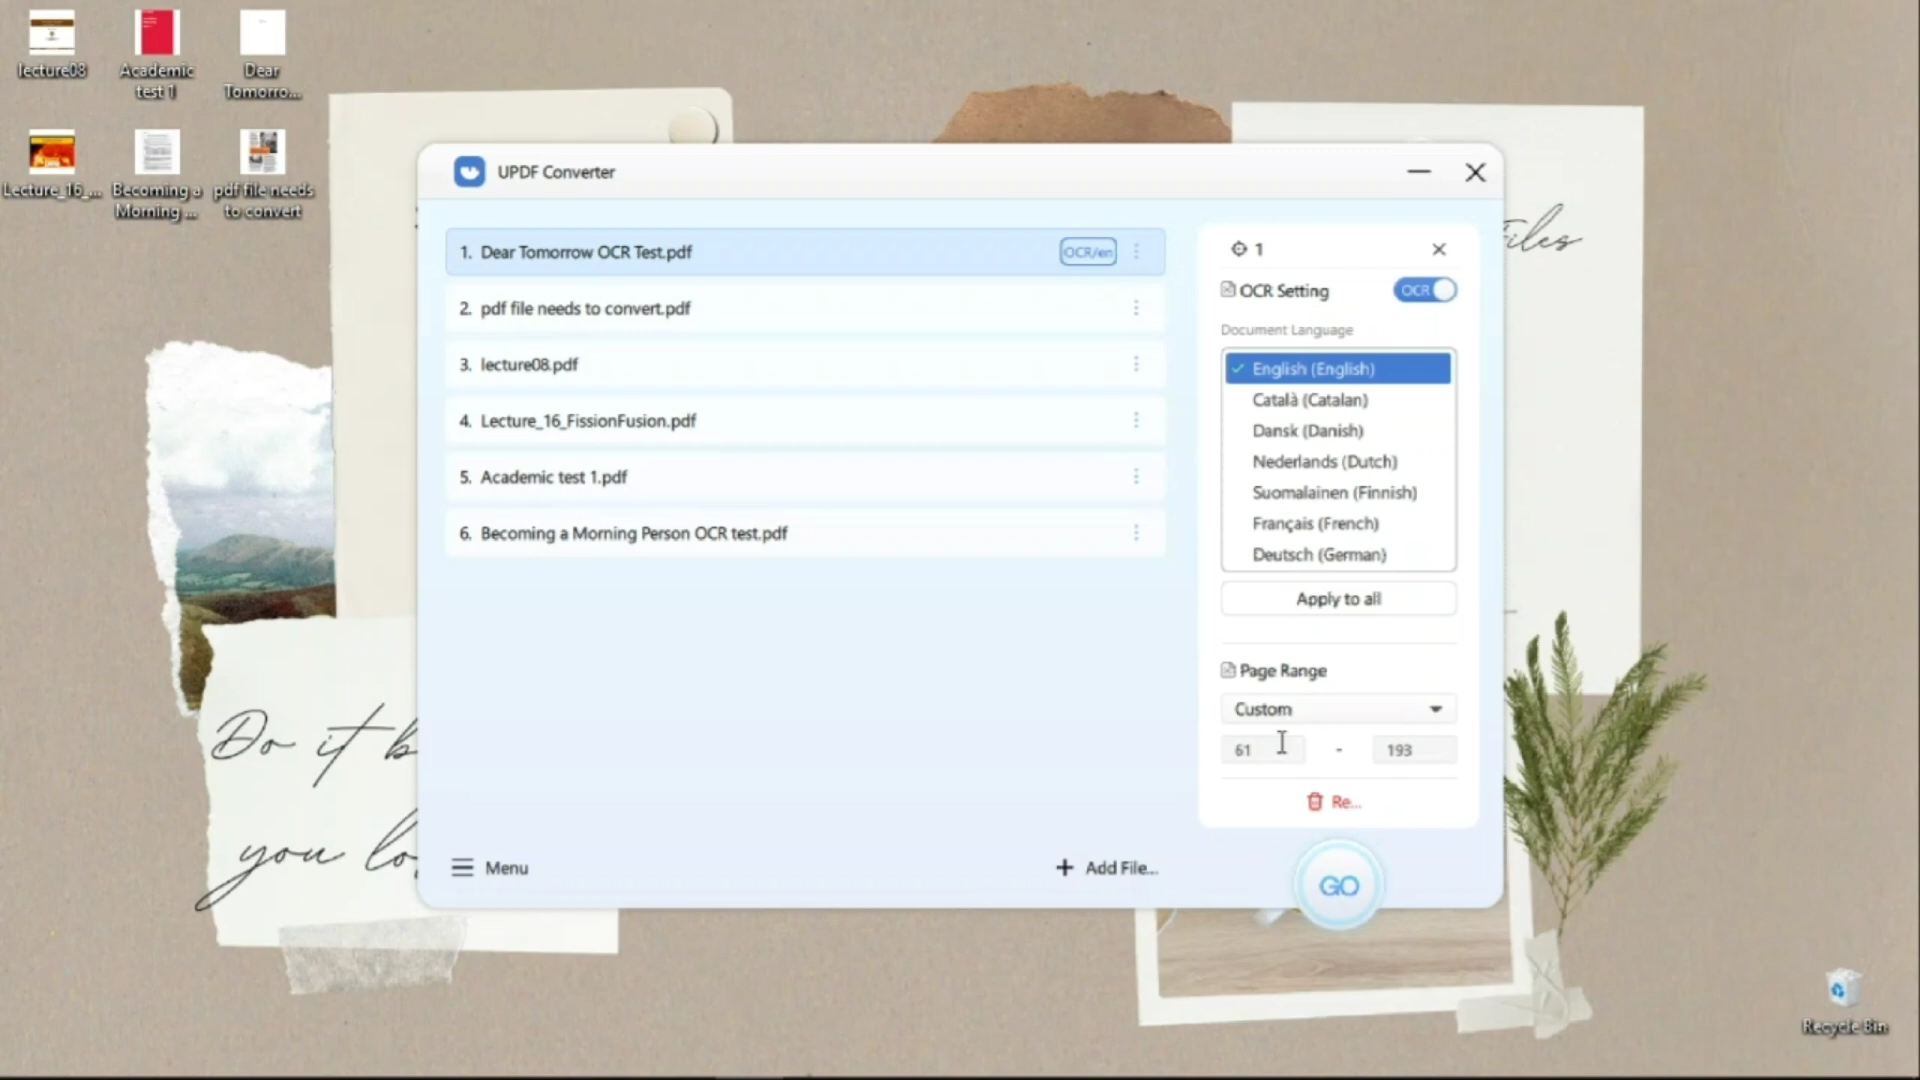 lecture08
Academic
test 1
Dear
Tomorro...
Lecture_16_...
Becoming a
Morning ...
pdf file needs
to convert
UPDF Converter
1. Dear Tomorrow OCR Test.pdf
OCR/en
2. pdf file needs to convert.pdf
3. lecture08.pdf
4. Lecture_16_FissionFusion.pdf
5. Academic test 1.pdf
6. Becoming a Morning Person OCR test.pdf
Menu
Add File...
1
OCR Setting
OCR
Document Language
English (English)
Català (Catalan)
Dansk (Danish)
Nederlands (Dutch)
Suomalainen (Finnish)
Français (French)
Deutsch (German)
Apply to all
Page Range
Custom
61 - 193
Re...
GO
files
Do it b
you lo
Recycle Bin